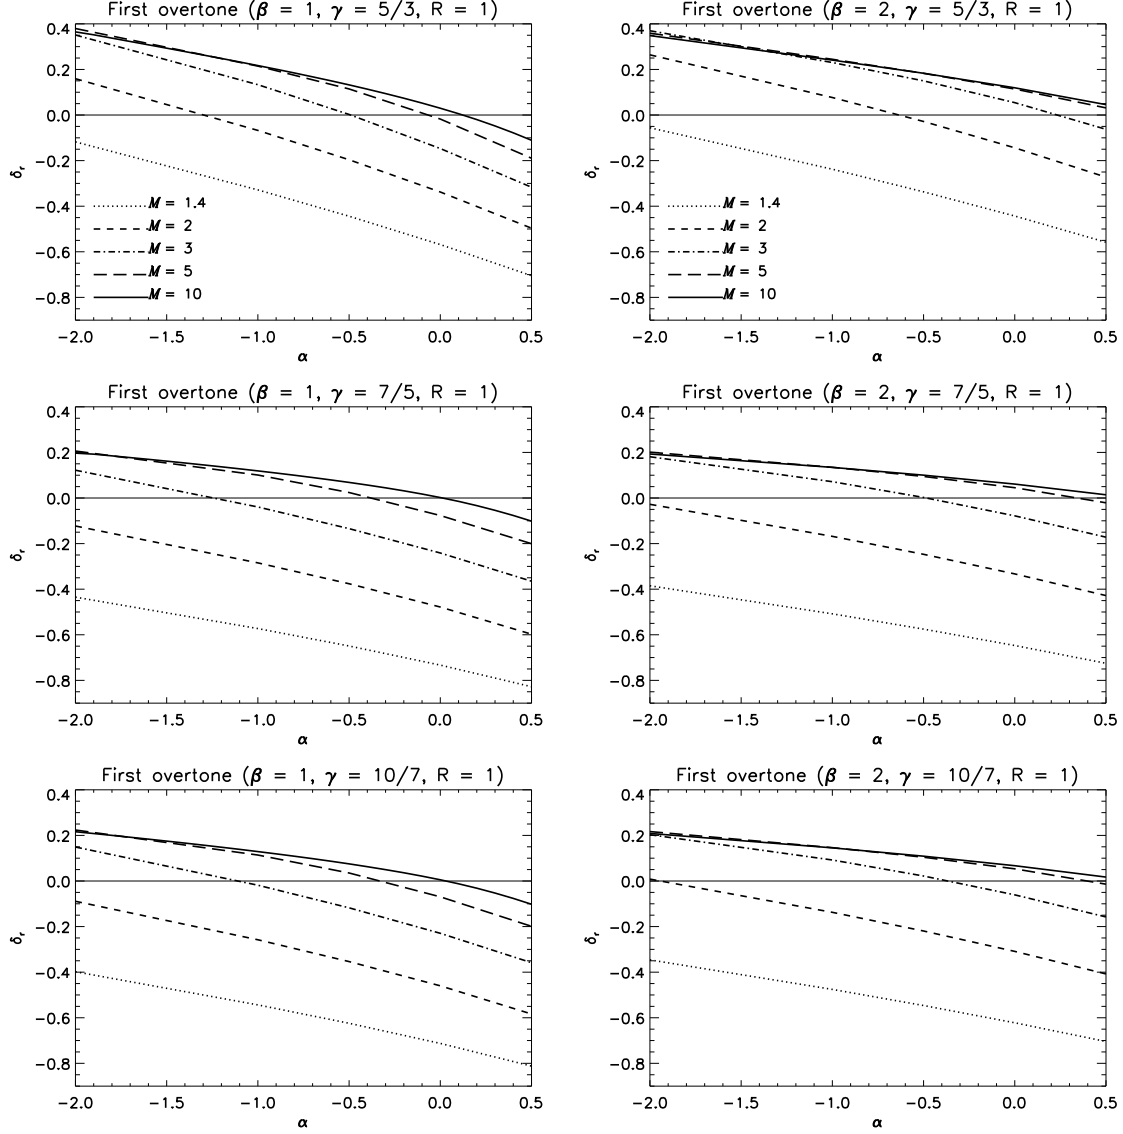 First overtone (β = 1, γ = 5/3, R = 1)
0.4
0.2
0.0
−0.2
−0.4
−0.6
−0.8
δr
M = 1.4
M = 2
M = 3
M = 5
M = 10
−2.0 −1.5 −1.0 −0.5 0.0 0.5
α
First overtone (β = 2, γ = 5/3, R = 1)
0.4
0.2
0.0
−0.2
−0.4
−0.6
−0.8
δr
M = 1.4
M = 2
M = 3
M = 5
M = 10
−2.0 −1.5 −1.0 −0.5 0.0 0.5
α
First overtone (β = 1, γ = 7/5, R = 1)
0.4
0.2
0.0
−0.2
−0.4
−0.6
−0.8
δr
−2.0 −1.5 −1.0 −0.5 0.0 0.5
α
First overtone (β = 2, γ = 7/5, R = 1)
0.4
0.2
0.0
−0.2
−0.4
−0.6
−0.8
δr
−2.0 −1.5 −1.0 −0.5 0.0 0.5
α
First overtone (β = 1, γ = 10/7, R = 1)
0.4
0.2
0.0
−0.2
−0.4
−0.6
−0.8
δr
−2.0 −1.5 −1.0 −0.5 0.0 0.5
α
First overtone (β = 2, γ = 10/7, R = 1)
0.4
0.2
0.0
−0.2
−0.4
−0.6
−0.8
δr
−2.0 −1.5 −1.0 −0.5 0.0 0.5
α